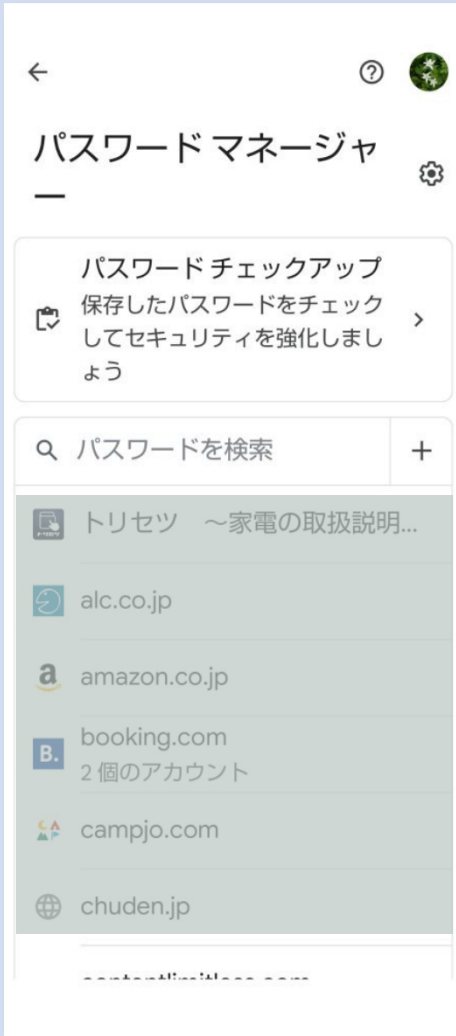 パスワード マネージャ
ー
パスワード チェックアップ
保存したパスワードをチェック
してセキュリティを強化しまし
ょう
パスワードを検索
トリセツ ～家電の取扱説明...
alc.co.jp
amazon.co.jp
B.
booking.com
2 個のアカウント
campjo.com
chuden.jp